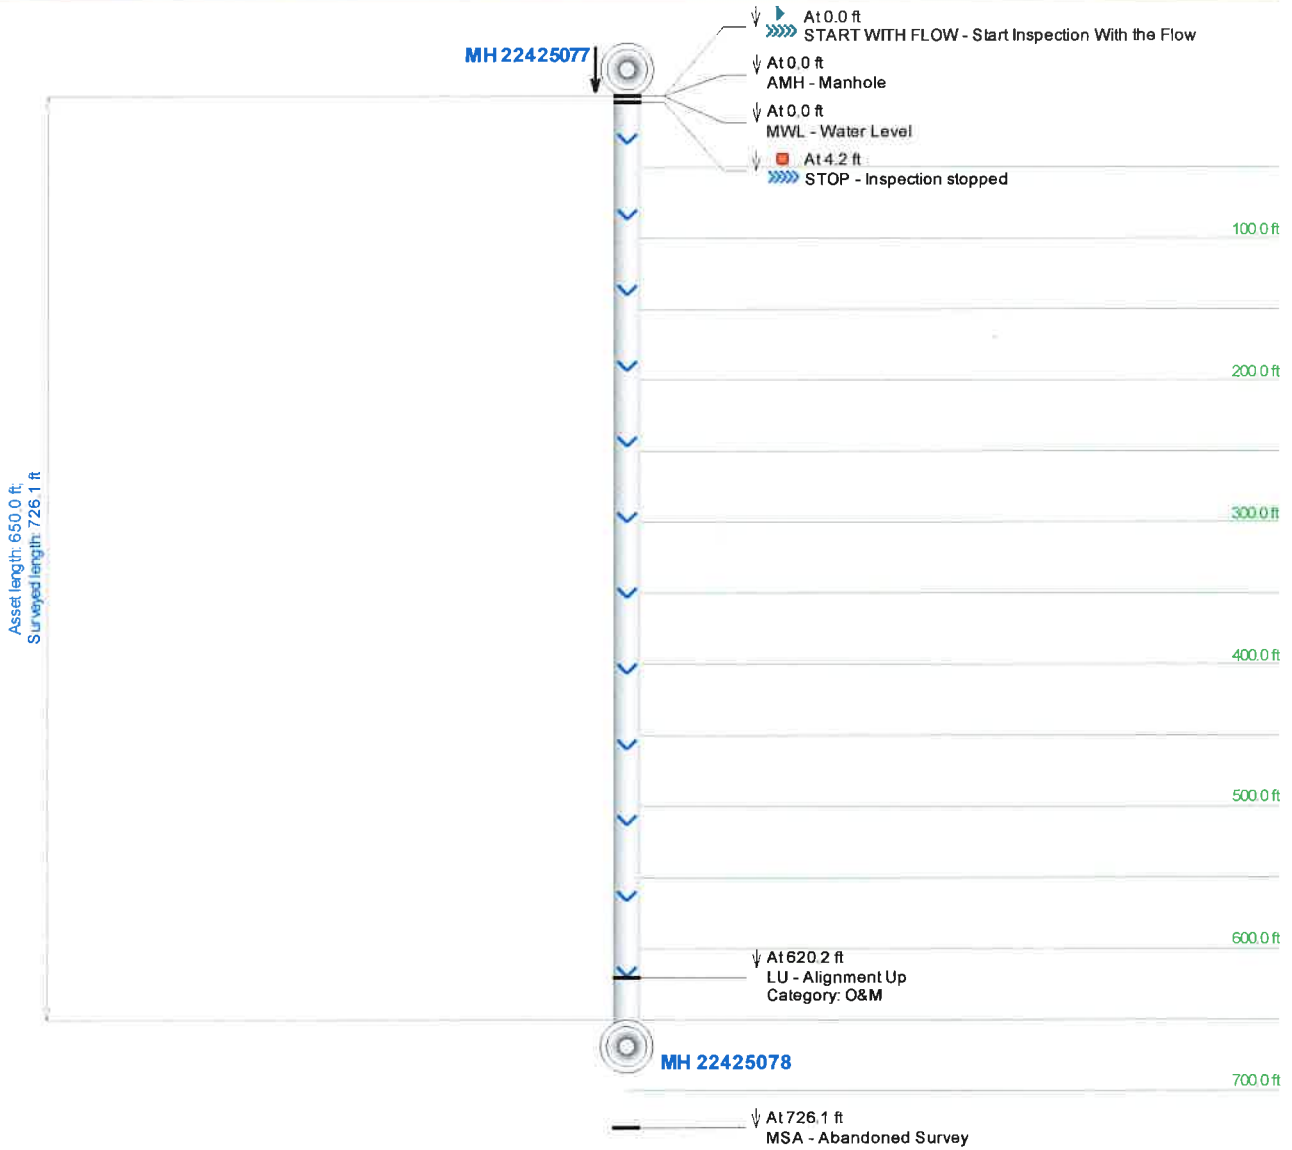 At 0.0 ft
START WITH FLOW - Start Inspection With the Flow
MH 22425077
At 0.0 ft
AMH - Manhole
At 0.0 ft
MWL - Water Level
At 4.2 ft
STOP - Inspection stopped
100.0 ft
200.0 ft
300.0 ft
400.0 ft
500.0 ft
600.0 ft
Asset length: 650.0 ft;
Surveyed length: 726.1 ft
At 620.2 ft
LU - Alignment Up
Category: O&M
MH 22425078
700.0 ft
At 726.1 ft
MSA - Abandoned Survey